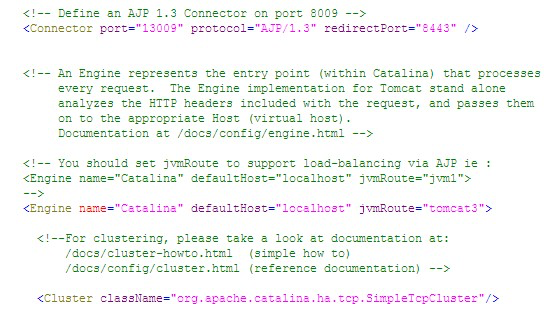 <!-- Define an AJP 1.3 Connector on port 8009 -->
<Connector port="13009" protocol="AJP/1.3" redirectPort="8443" />
<!-- An Engine represents the entry point (within Catalina) that processes
every request.  The Engine implementation for Tomcat stand alone
analyzes the HTTP headers included with the request, and passes them
on to the appropriate Host (virtual host).
Documentation at /docs/config/engine.html -->
<!-- You should set jvmRoute to support load-balancing via AJP ie :
<Engine name="Catalina" defaultHost="localhost" jvmRoute="jvm1">
-->
<Engine name="Catalina" defaultHost="localhost" jvmRoute="tomcat3">
<!--For clustering, please take a look at documentation at:
/docs/cluster-howto.html  (simple how to)
/docs/config/cluster.html (reference documentation) -->
<Cluster className="org.apache.catalina.ha.tcp.SimpleTcpCluster"/>